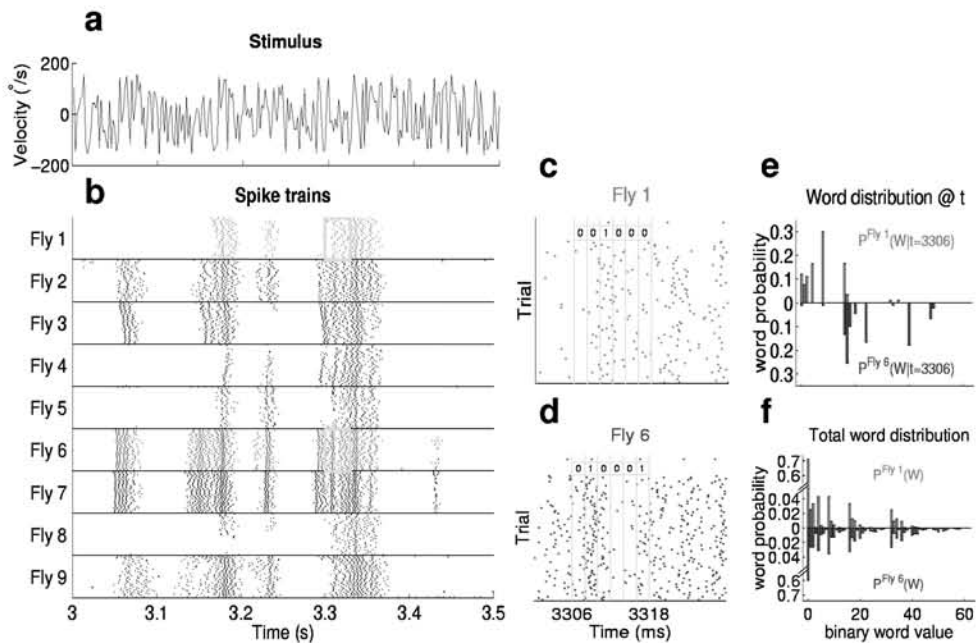 a
Stimulus
200
0
−200
Velocity (°/s)
b
Spike trains
Fly 1
Fly 2
Fly 3
Fly 4
Fly 5
Fly 6
Fly 7
Fly 8
Fly 9
3
3.1
3.2
3.3
3.4
3.5
Time (s)
c
Fly 1
0 0 1 0 0 0
Trial
d
Fly 6
0 1 0 0 0 1
Trial
3306
3318
Time (ms)
e
Word distribution @ t
0.3
0.2
0.1
0
0.1
0.2
0.3
word probability
P^Fly 1(W|t=3306)
P^Fly 6(W|t=3306)
f
Total word distribution
0.7
0.6
0.04
0.02
0
0.02
0.04
0.6
0.7
word probability
P^Fly 1(W)
P^Fly 6(W)
0
20
40
60
binary word value